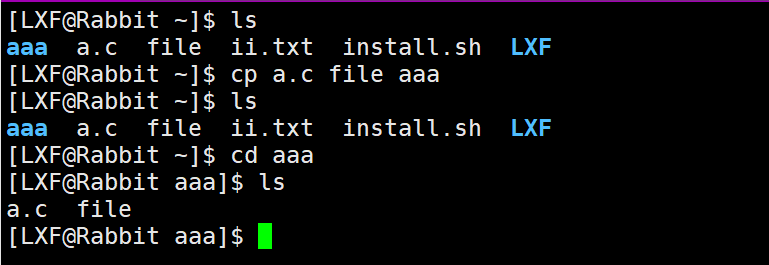 [LXF@Rabbit ~]$ ls
aaa  a.c  file  ii.txt  install.sh  LXF
[LXF@Rabbit ~]$ cp a.c file aaa
[LXF@Rabbit ~]$ ls
aaa  a.c  file  ii.txt  install.sh  LXF
[LXF@Rabbit ~]$ cd aaa
[LXF@Rabbit aaa]$ ls
a.c  file
[LXF@Rabbit aaa]$